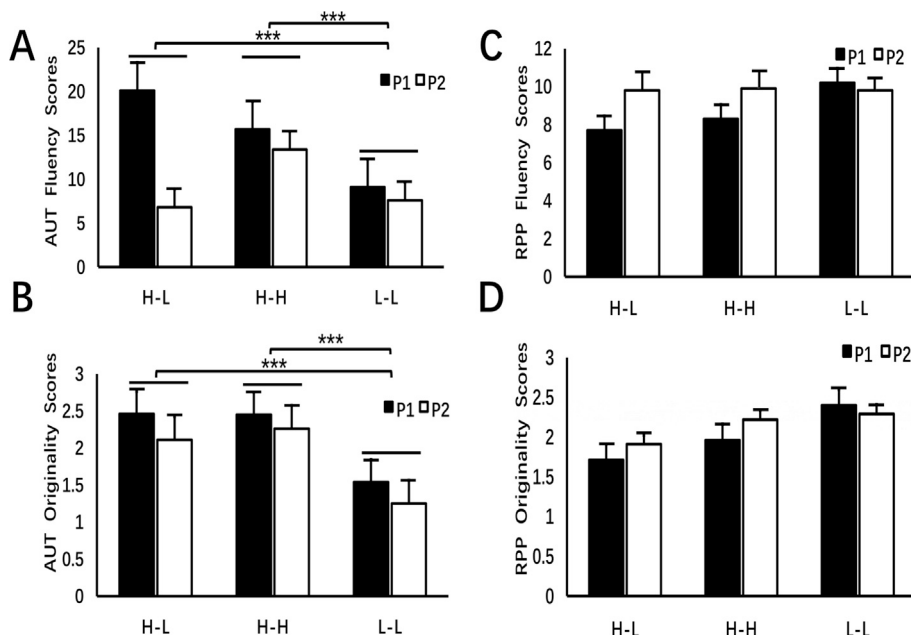 A
AUT Fluency Scores
25
20
15
10
5
0
***
***
P1 P2
H-L H-H L-L
B
AUT Originality Scores
3
2.5
2
1.5
1
0.5
0
***
***
P1 P2
H-L H-H L-L
C
RPP Fluency Scores
12
10
8
6
4
2
0
P1 P2
H-L H-H L-L
D
RPP Originality Scores
3
2.5
2
1.5
1
0.5
0
P1 P2
H-L H-H L-L